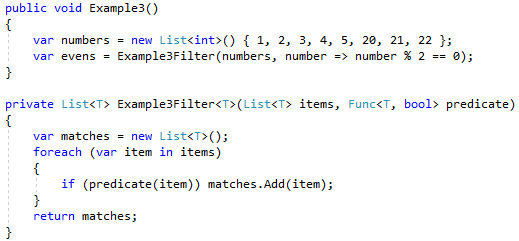 public void Example3()
{
    var numbers = new List<int>() { 1, 2, 3, 4, 5, 20, 21, 22 };
    var evens = Example3Filter(numbers, number => number % 2 == 0);
}

private List<T> Example3Filter<T>(List<T> items, Func<T, bool> predicate)
{
    var matches = new List<T>();
    foreach (var item in items)
    {
        if (predicate(item)) matches.Add(item);
    }
    return matches;
}